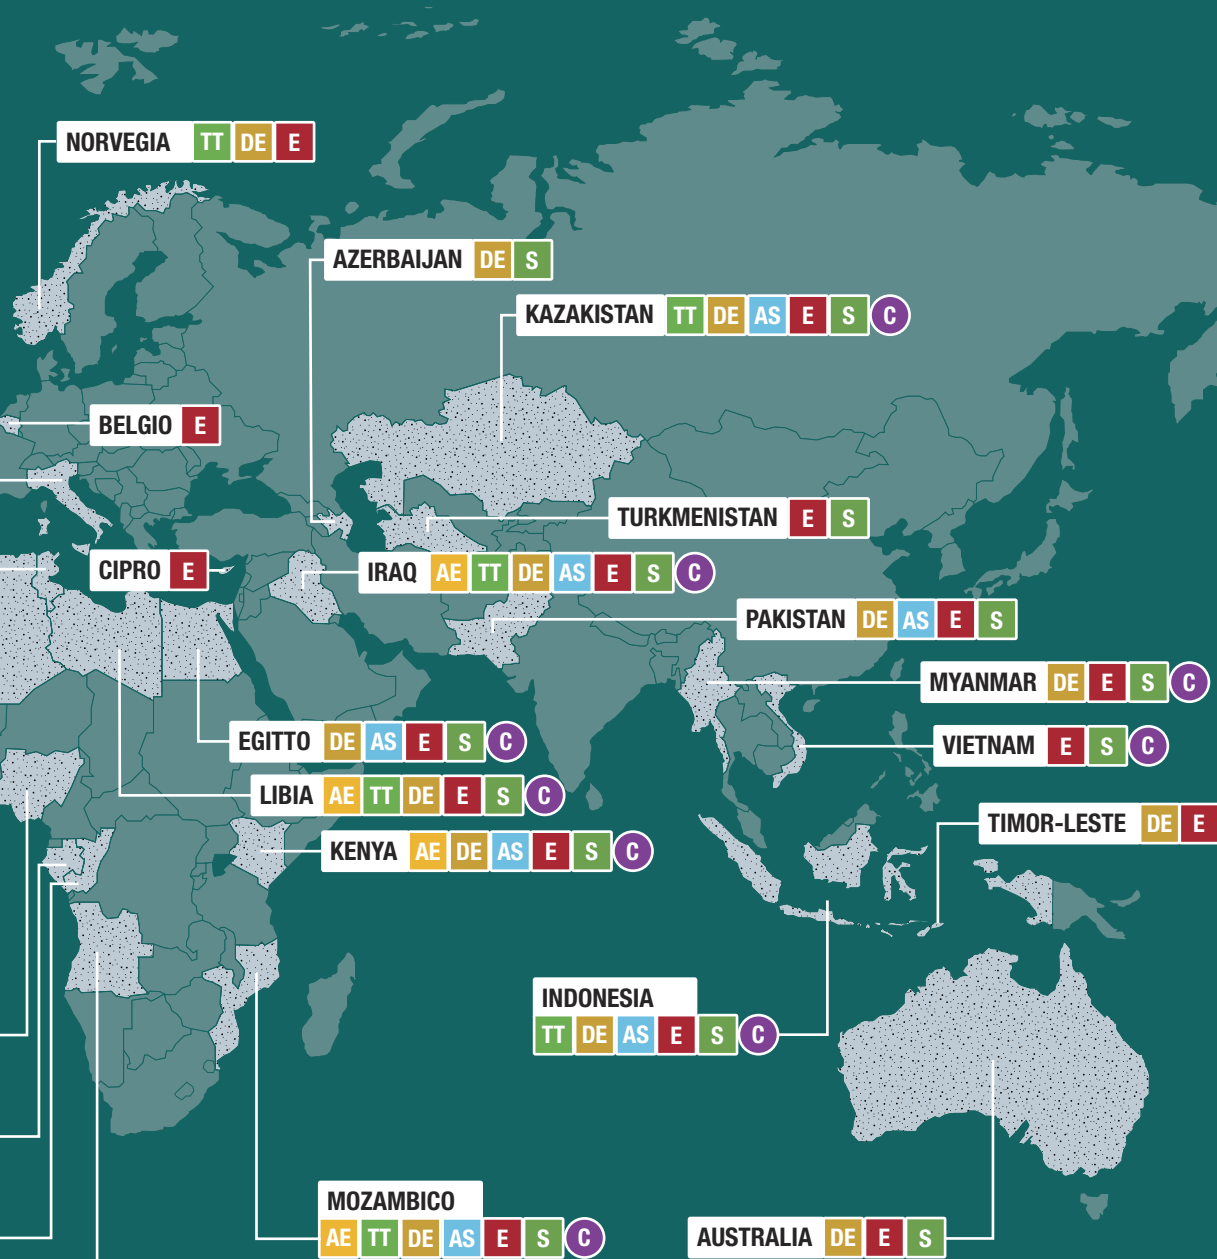 NORVEGIA TT DE E
AZERBAIJAN DE S
KAZAKISTAN TT DE AS E S C
BELGIO E
TURKMENISTAN E S
CIPRO E
IRAQ AE TT DE AS E S C
PAKISTAN DE AS E S
MYANMAR DE E S C
EGITTO DE AS E S C
VIETNAM E S C
LIBIA AE TT DE E S C
TIMOR-LESTE DE E
KENYA AE DE AS E S C
INDONESIA
TT DE AS E S C
MOZAMBICO
AE TT DE AS E S C
AUSTRALIA DE E S